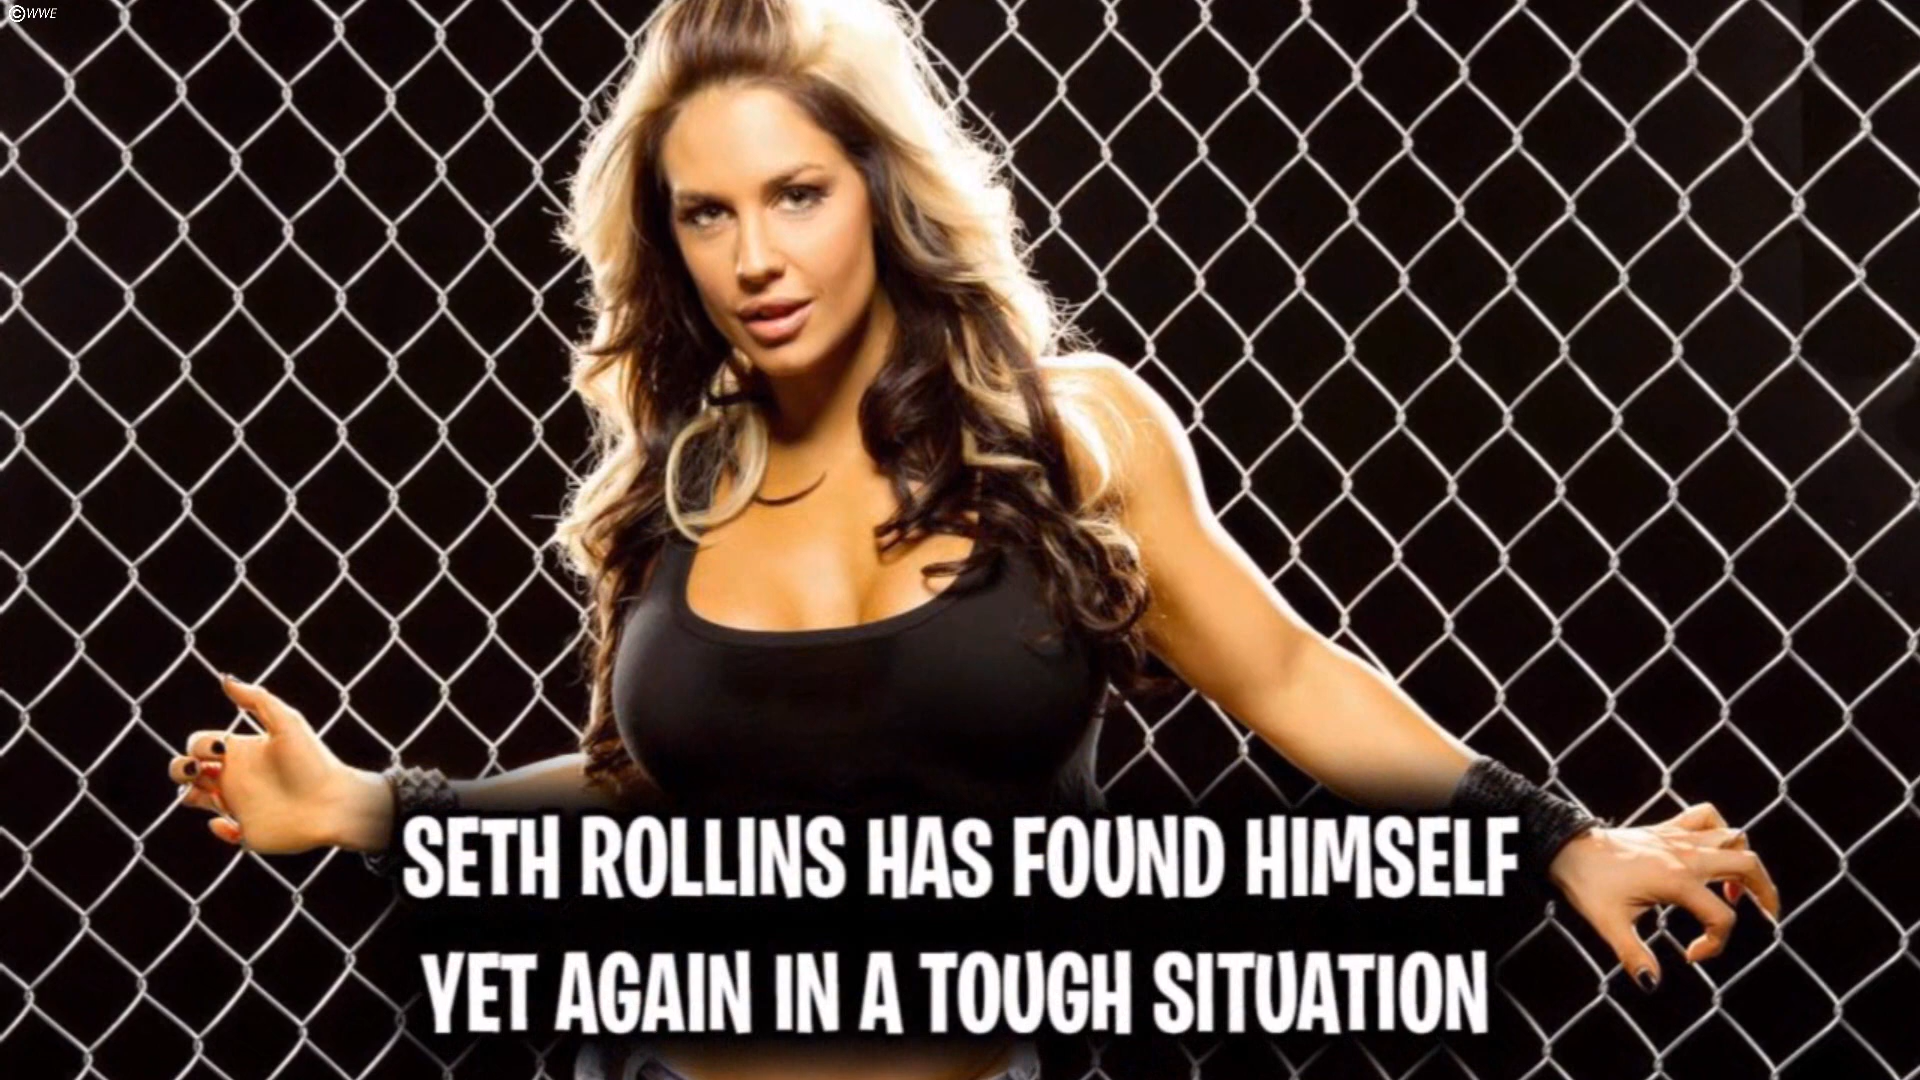 ©WWE
SETH ROLLINS HAS FOUND HIMSELF
YET AGAIN IN A TOUGH SITUATION